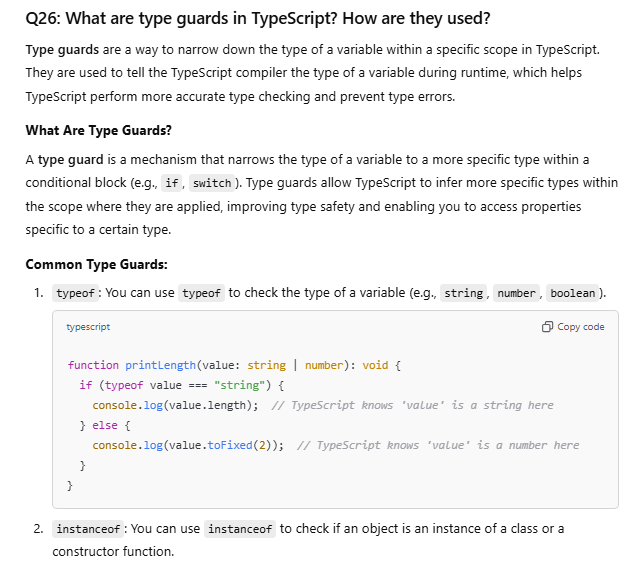 Q26: What are type guards in TypeScript? How are they used?
Type guards are a way to narrow down the type of a variable within a specific scope in TypeScript.
They are used to tell the TypeScript compiler the type of a variable during runtime, which helps
TypeScript perform more accurate type checking and prevent type errors.
What Are Type Guards?
A type guard is a mechanism that narrows the type of a variable to a more specific type within a
conditional block (e.g., if, switch). Type guards allow TypeScript to infer more specific types within
the scope where they are applied, improving type safety and enabling you to access properties
specific to a certain type.
Common Type Guards:
1. typeof: You can use typeof to check the type of a variable (e.g., string, number, boolean).
typescript Copy code
function printLength(value: string | number): void {
  if (typeof value === "string") {
    console.log(value.length);  // TypeScript knows 'value' is a string here
  } else {
    console.log(value.toFixed(2));  // TypeScript knows 'value' is a number here
  }
}
2. instanceof: You can use instanceof to check if an object is an instance of a class or a
constructor function.